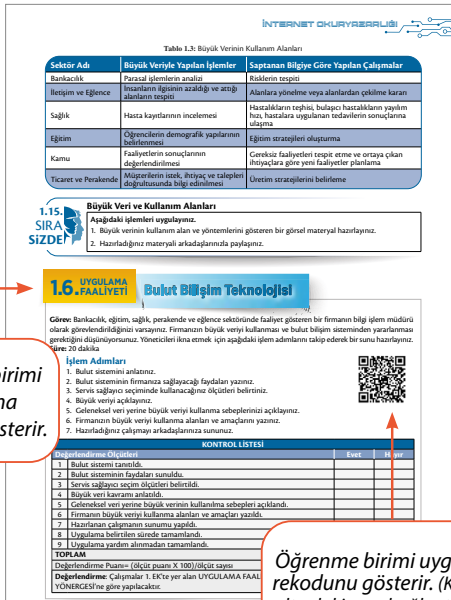 İNTERNET OKURYAZARLIĞI
Tablo 1.3: Büyük Verinin Kullanım Alanları
Sektör Adı Büyük Veriyle Yapılan İşlemler Saptanan Bilgiye Göre Yapılan Çalışmalar
Bankacılık Parasal işlemlerin analizi Risklerin tespiti
İletişim ve Eğlence İnsanların ilgisinin azaldığı ve attığı alanların tespiti Alanlara yönelme veya alanlardan çekilme kararı
Sağlık Hasta kayıtlarının incelemesi Hastalıkların teşhisi, bulaşıcı hastalıkların yayılım hızı, hastalara uygulanan tedavilerin sonuçlarına ulaşma
Eğitim Öğrencilerin demografik yapılarının belirlenmesi Eğitim stratejileri oluşturma
Kamu Faaliyetlerin sonuçlarının değerlendirilmesi Gereksiz faaliyetleri tespit etme ve ortaya çıkan ihtiyaçlara göre yeni faaliyetler planlama
Ticaret ve Perakende Müşterilerin istek, ihtiyaç ve talepleri doğrultusunda bilgi edinilmesi Üretim stratejilerini belirleme
1.15.
SIRA
SİZDE
Büyük Veri ve Kullanım Alanları
Aşağıdaki işlemleri uygulayınız.
1. Büyük verinin kullanım alan ve yöntemlerini gösteren bir görsel materyal hazırlayınız.
2. Hazırladığınız materyali arkadaşlarınızla paylaşınız.
1.6. UYGULAMA
FAALİYETİ
Bulut Bilişim Teknolojisi
Görev: Bankacılık, eğitim, sağlık, perakende ve eğlence sektöründe faaliyet gösteren bir firmanın bilgi işlem müdürü
olarak görevlendirildiğinizi varsayınız. Firmanızın büyük veriyi kullanması ve bulut bilişim sisteminden yararlanması
gerektiğini düşünüyorsunuz. Yöneticileri ikna etmek için aşağıdaki işlem adımlarını takip ederek bir sunu hazırlayınız.
Süre: 20 dakika
İşlem Adımları
1. Bulut sistemini anlatınız.
2. Bulut sisteminin firmanıza sağlayacağı faydaları yazınız.
3. Servis sağlayıcı seçiminde kullanacağınız ölçütleri belirtiniz.
4. Büyük veriyi açıklayınız.
5. Geleneksel veri yerine büyük veriyi kullanma sebeplerinizi açıklayınız.
6. Firmanızın büyük veriyi kullanma alanları ve amaçlarını yazınız.
7. Hazırladığınız çalışmayı arkadaşlarınıza sununuz.
birimi
ma
sterir.
KONTROL LİSTESİ
Değerlendirme Ölçütleri Evet Hayır
1 Bulut sistemi tanıtıldı.
2 Bulut sisteminin faydaları sunuldu.
3 Servis sağlayıcı seçim ölçütleri belirtildi.
4 Büyük veri kavramı anlatıldı.
5 Geleneksel veri yerine büyük verinin kullanılma sebepleri açıklandı.
6 Firmanın büyük veriyi kullanma alanları ve amaçları yazıldı.
7 Hazırlanan çalışmanın sunumu yapıldı.
8 Uygulama belirtilen sürede tamamlandı.
9 Uygulama yardım alınmadan tamamlandı.
TOPLAM
Değerlendirme Puanı= (ölçüt puanı X 100)/ölçüt sayısı
Değerlendirme: Çalışmalar 1. EK'te yer alan UYGULAMA FAAL
YÖNERGESİ'ne göre yapılacaktır.
Öğrenme birimi uyg
rekodunu gösterir. (K